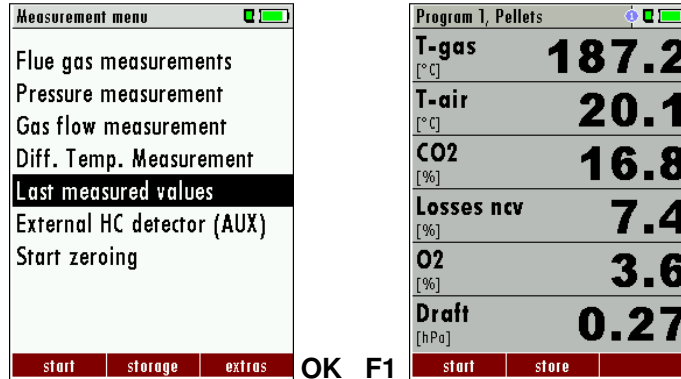 Measurement menu
Flue gas measurements
Pressure measurement
Gas flow measurement
Diff. Temp. Measurement
Last measured values
External HC detector (AUX)
Start zeroing
start storage extras
OK F1
Program 1, Pellets
T-gas 187.2
[°C]
T-air 20.1
[°C]
CO2 16.8
[%]
Losses ncv 7.4
[%]
O2 3.6
[%]
Draft 0.27
[hPa]
start store